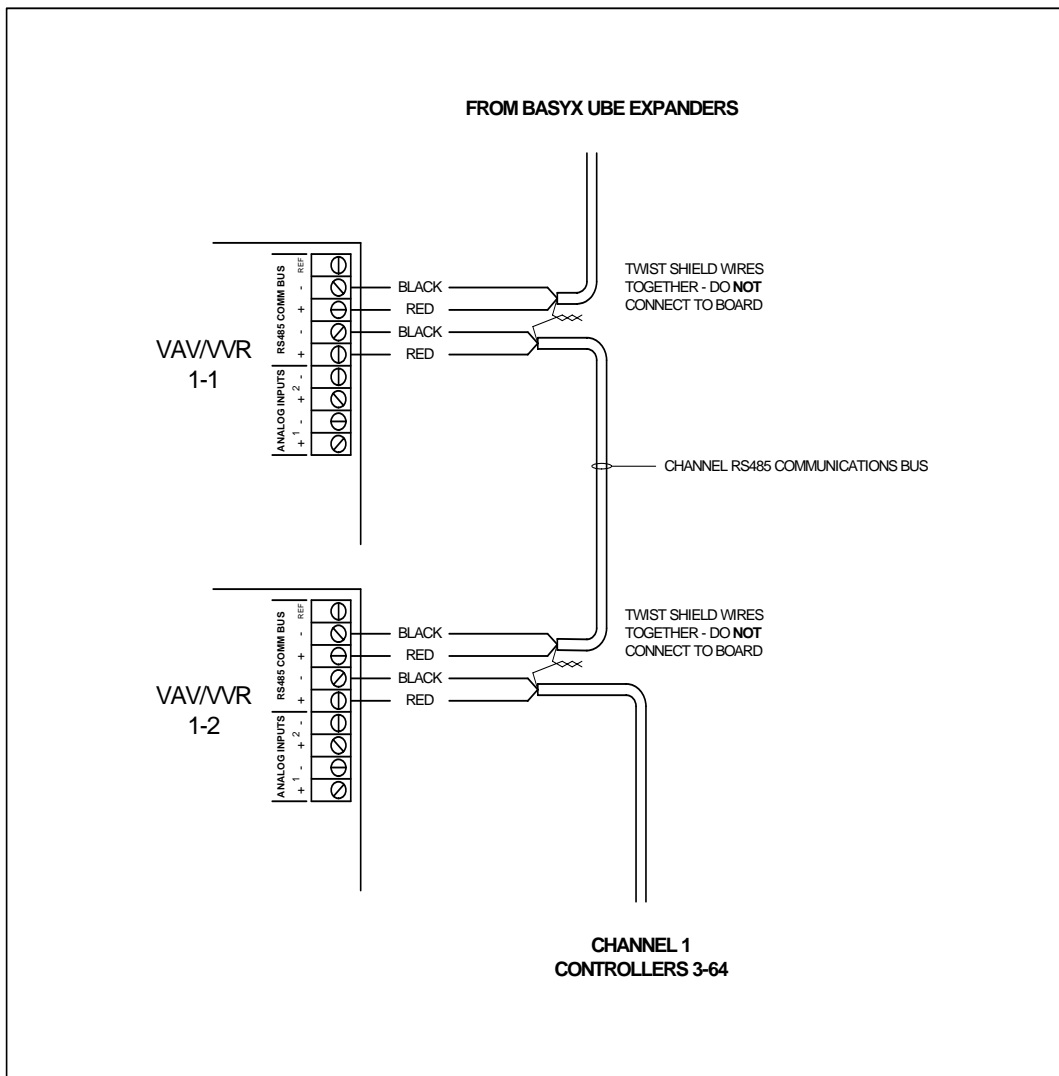 FROM BASYX UBE EXPANDERS
TWIST SHIELD WIRES
TOGETHER - DO NOT
CONNECT TO BOARD
RS485 COMM BUS
REF
-
+
-
+
BLACK
RED
BLACK
RED
VAV/VVR
1-1
ANALOG INPUTS
+ 1 - + 2 -
CHANNEL RS485 COMMUNICATIONS BUS
TWIST SHIELD WIRES
TOGETHER - DO NOT
CONNECT TO BOARD
RS485 COMM BUS
REF
-
+
-
+
BLACK
RED
BLACK
RED
VAV/VVR
1-2
ANALOG INPUTS
+ 1 - + 2 -
CHANNEL 1
CONTROLLERS 3-64